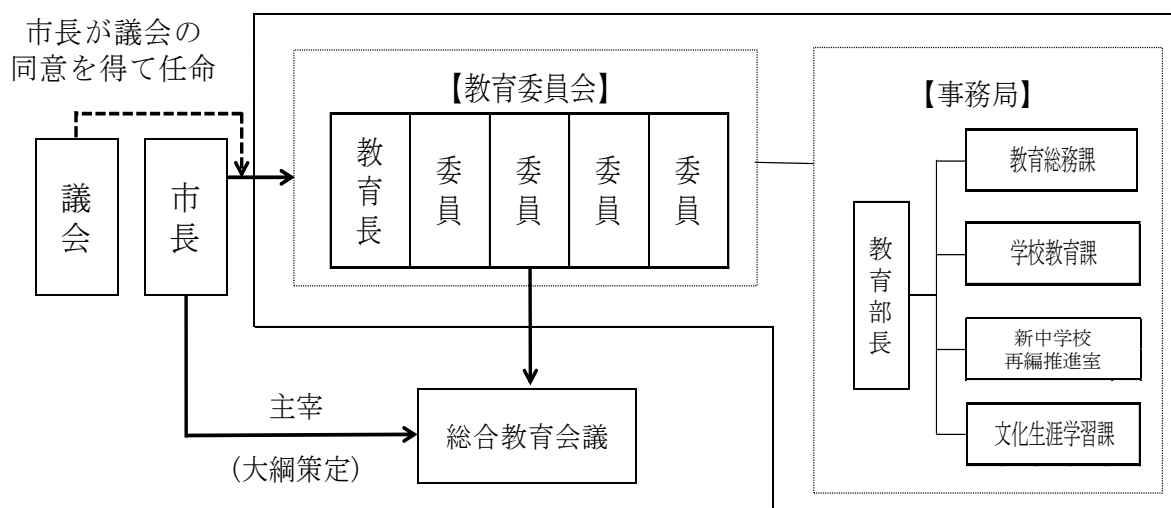 市長が議会の
同意を得て任命
議会
市長
【教育委員会】
教育長
委員
委員
委員
委員
【事務局】
教育部長
教育総務課
学校教育課
新中学校
再編推進室
文化生涯学習課
主宰
(大綱策定)
総合教育会議